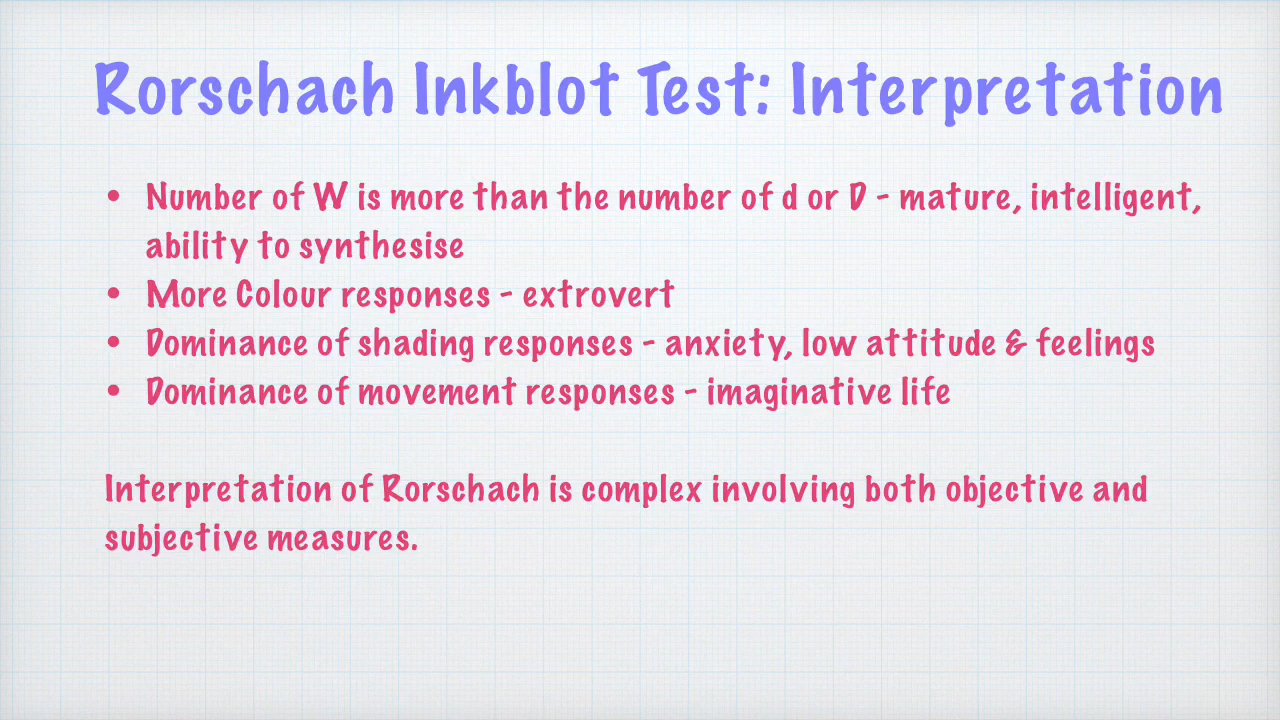 Rorschach Inkblot Test: Interpretation
• Number of W is more than the number of d or D - mature, intelligent,
ability to synthesise
• More Colour responses - extrovert
• Dominance of shading responses - anxiety, low attitude & feelings
• Dominance of movement responses - imaginative life
Interpretation of Rorschach is complex involving both objective and
subjective measures.